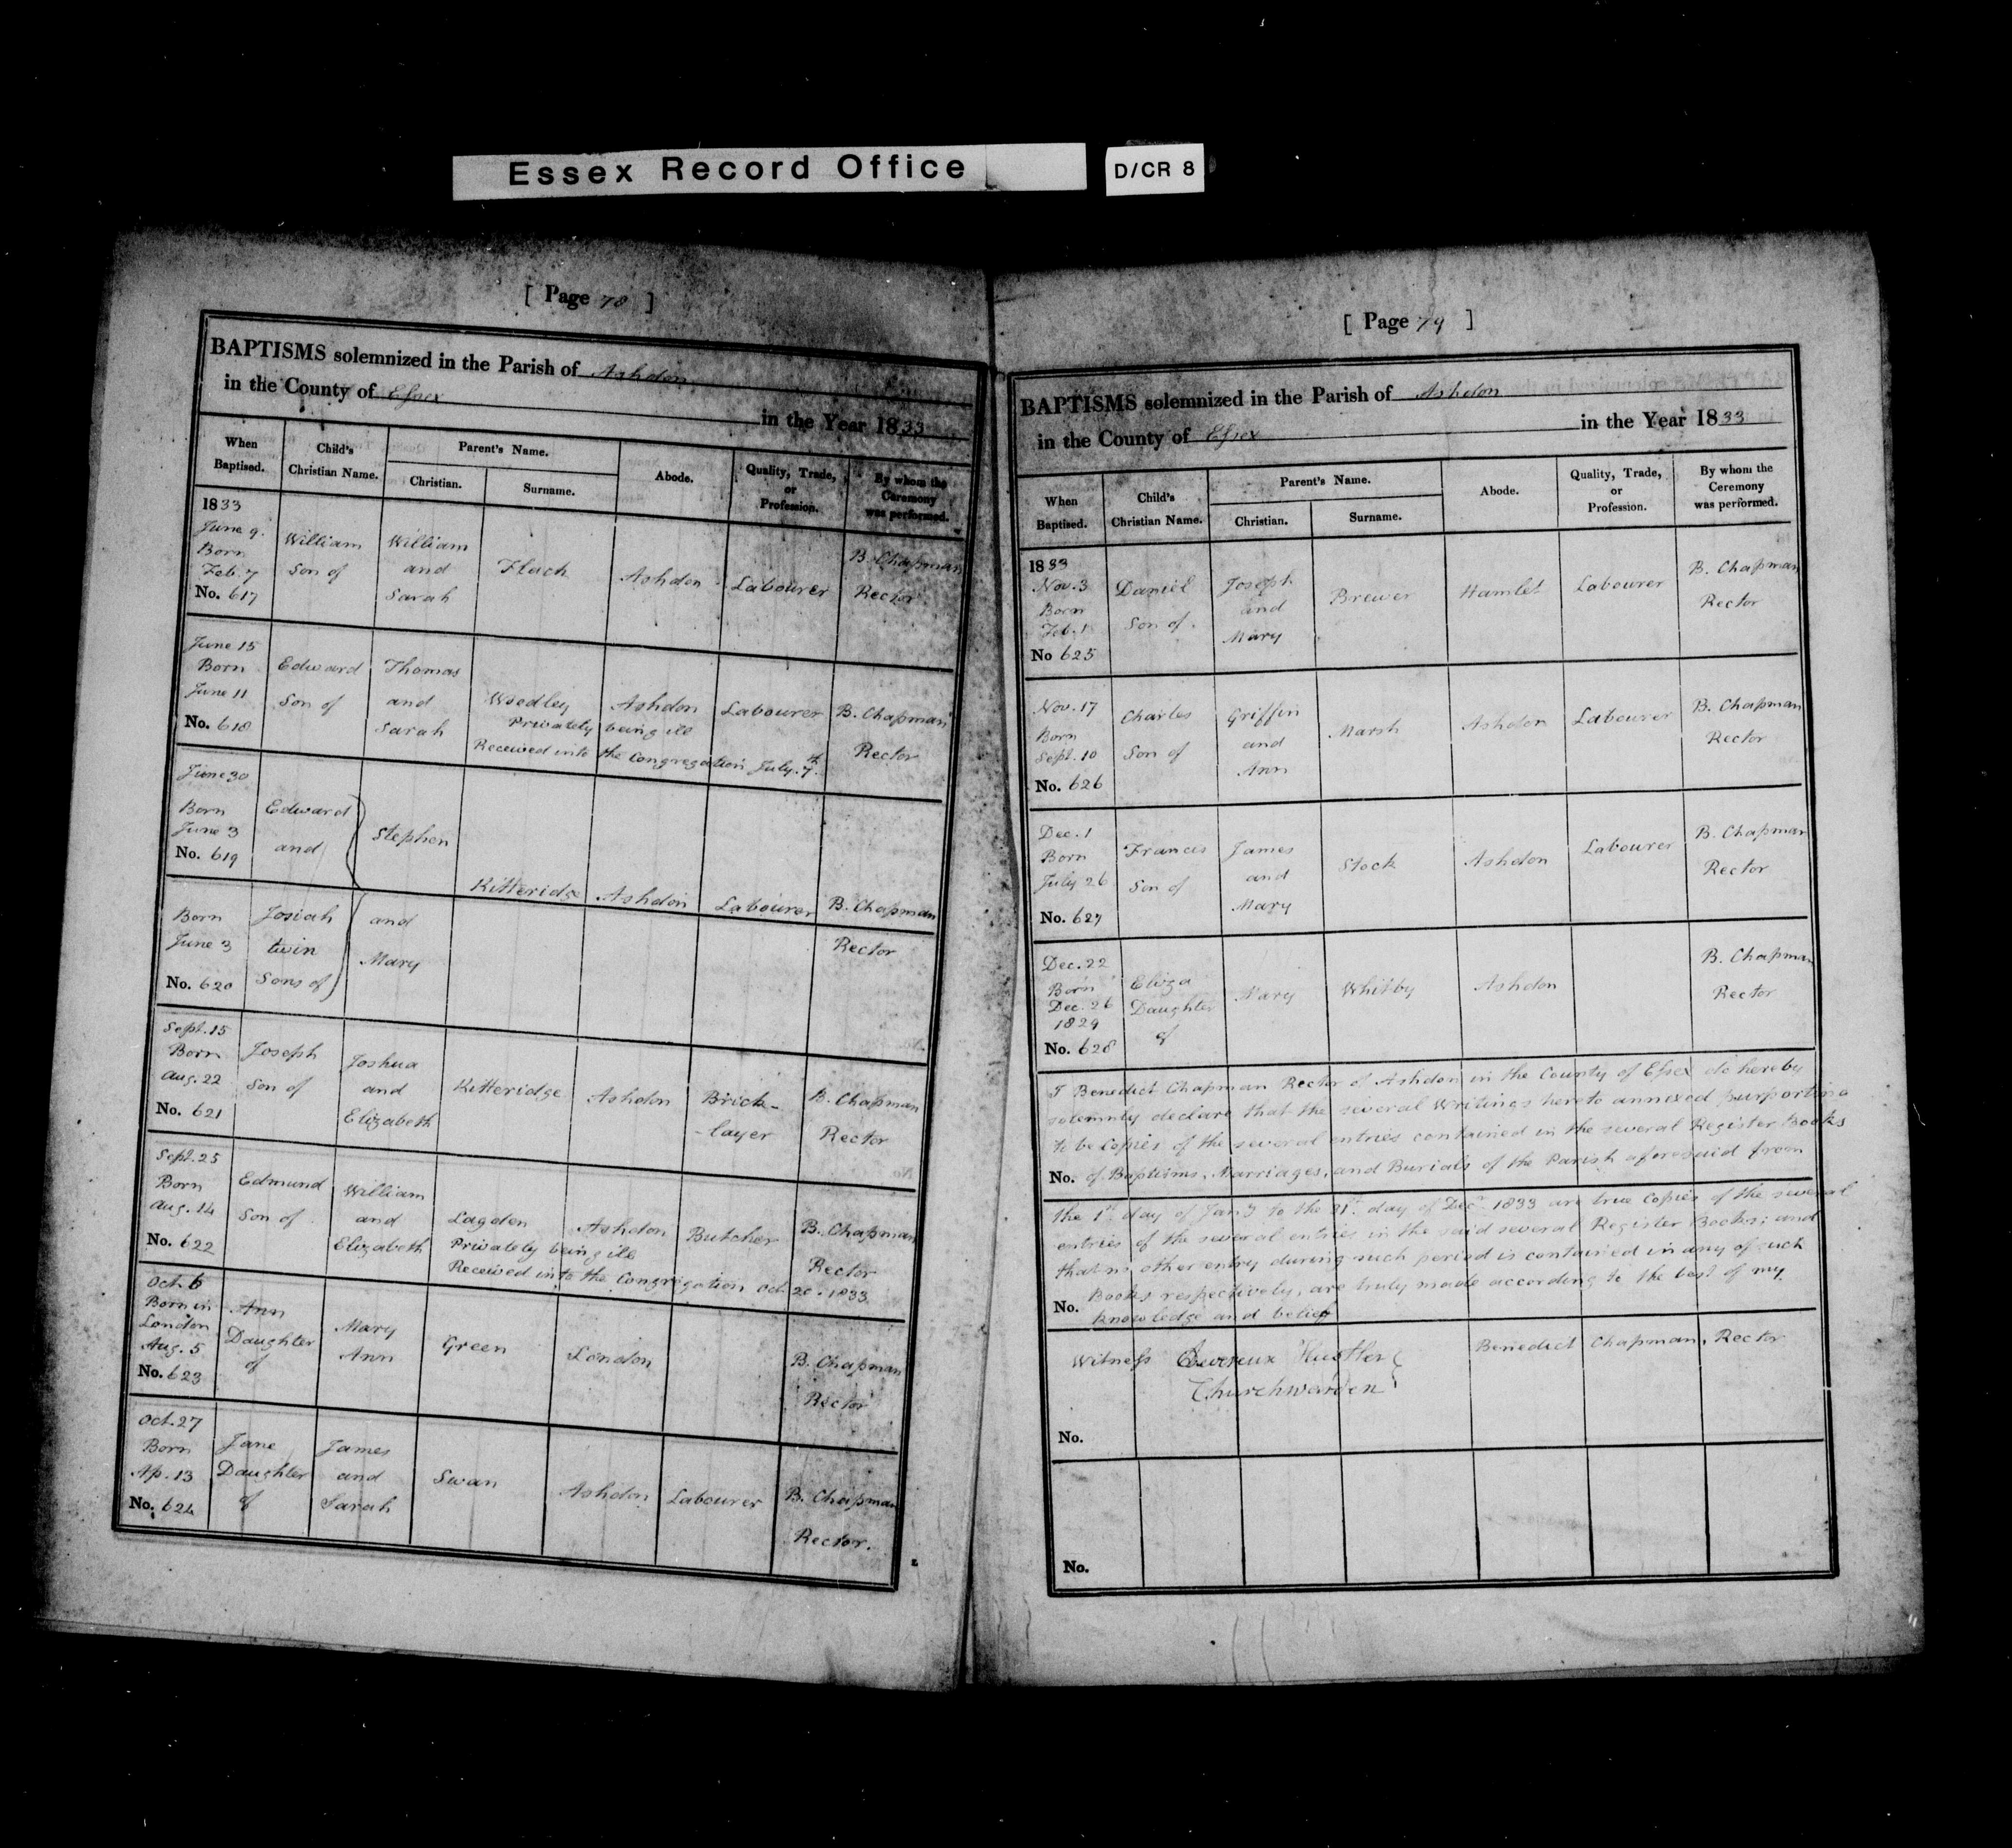 Essex Record Office
D/CR 8
[ Page 78 ]
BAPTISMS solemnized in the Parish of Ashdon
in the County of Essex in the Year 1833
When Baptised.
Child's Christian Name.
Parent's Name.
Christian.
Surname.
Abode.
Quality, Trade, or Profession.
By whom the Ceremony was performed.
1833
June 9.
Born
Feb. 7
No. 617
William
Son of
William
and
Sarah
Flack
Ashdon
Labourer
B. Chapman
Rector
June 15
Born
June 11
No. 618
Edward
Son of
Thomas
and
Sarah
Woodley
Ashdon
Labourer
Privately being ill
Received into the Congregation July 7th.
B. Chapman
Rector
June 30
Born
June 3
No. 619
Edward
and
Stephen
Born
June 3
No. 620
Josiah
twin
Sons of
and
Mary
Kitteridge
Ashdon
Labourer
B. Chapman
Rector
Sept. 15
Born
Aug. 22
No. 621
Joseph
Son of
Joshua
and
Elizabeth
Kitteridge
Ashdon
Brick-
-layer
B. Chapman
Rector
Sept. 25
Born
Aug. 14
No. 622
Edmund
Son of
William
and
Elizabeth
Lagden
Ashdon
Butcher
Privately being ill
Received into the Congregation Oct 20. 1833
B. Chapman
Rector
Oct. 6
Born in
London
Aug. 5
No. 623
Ann
Daughter
of
Mary
Ann
Green
London
B. Chapman
Rector
Oct. 27
Born
Ap. 13
No. 624
Jane
Daughter
of
James
and
Sarah
Swan
Ashdon
Labourer
B. Chapman
Rector.
[ Page 79 ]
BAPTISMS solemnized in the Parish of Ashdon
in the County of Essex in the Year 1833
When Baptised.
Child's Christian Name.
Parent's Name.
Christian.
Surname.
Abode.
Quality, Trade, or Profession.
By whom the Ceremony was performed.
1833
Nov. 3
Born
Feb. 1
No 625
Daniel
Son of
Joseph
and
Mary
Brewer
Hamlet
Labourer
B. Chapman
Rector
Nov. 17
Born
Sept. 10
No. 626
Charles
Son of
Griffin
and
Ann
Marsh
Ashdon
Labourer
B. Chapman
Rector
Dec. 1
Born
July 26
No. 627
Frances
Son of
James
and
Mary
Stock
Ashdon
Labourer
B. Chapman
Rector
Dec. 22
Born
Dec. 26
1829
No. 628
Eliza
Daughter
of
Mary
Whitby
Ashdon
B. Chapman
Rector
I Benedict Chapman Rector of Ashdon in the County of Essex do hereby
solemnly declare that the several Writings hereto annexed purporting
to be Copies of the several entries contained in the several Register Books
No. of Baptisms, Marriages, and Burials of the Parish aforesaid from
the 1st day of Jany to the 31st day of Decr 1833 are true Copies of the several
entries of the several entries in the said several Register Books; and
that no other entry during such period is contained in any of such
No. Books respectively, are truly made according to the best of my
knowledge and belief
Witness Devereux Hustler
Churchwarden
Benedict Chapman, Rector
No.
No.